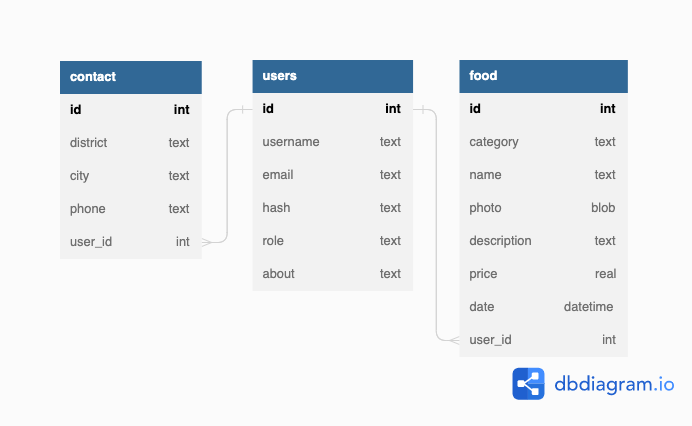 contact
id int
district text
city text
phone text
user_id int
users
id int
username text
email text
hash text
role text
about text
food
id int
category text
name text
photo blob
description text
price real
date datetime
user_id int
dbdiagram.io